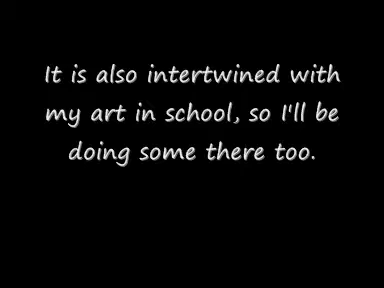 It is also intertwined with
my art in school, so I'll be
doing some there too.